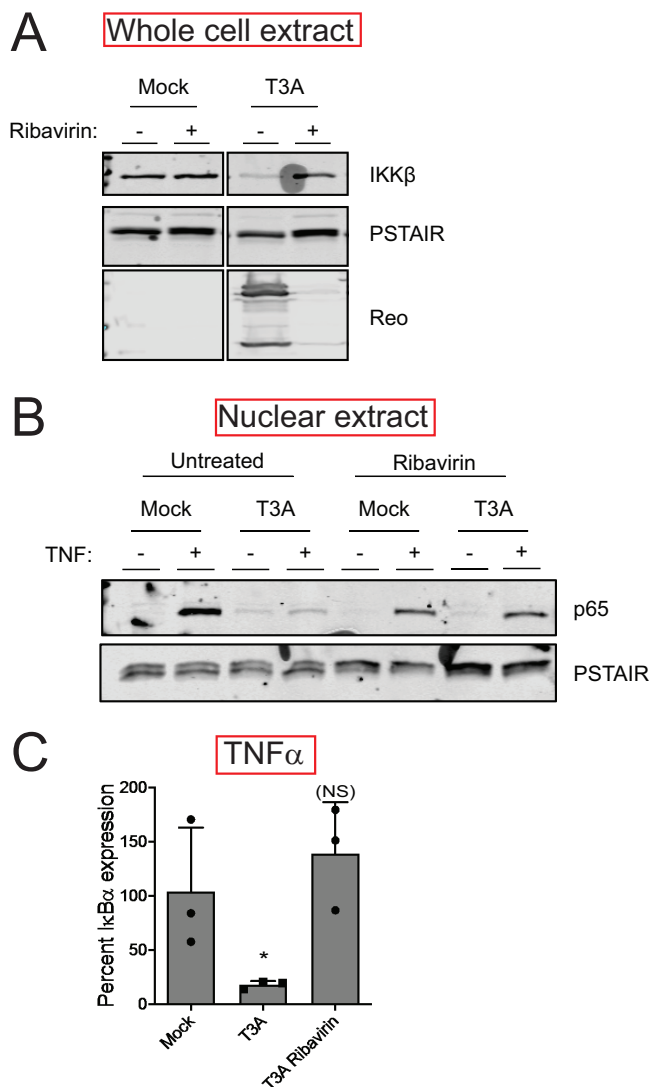 A Whole cell extract
Mock T3A
Ribavirin: - + - +
IKKβ
PSTAIR
Reo
B Nuclear extract
Untreated Ribavirin
Mock T3A Mock T3A
TNF: - + - + - + - +
p65
PSTAIR
C TNFα
Percent IκBα expression
200
150
100
50
0
(NS)
*
Mock
T3A
T3A Ribavirin